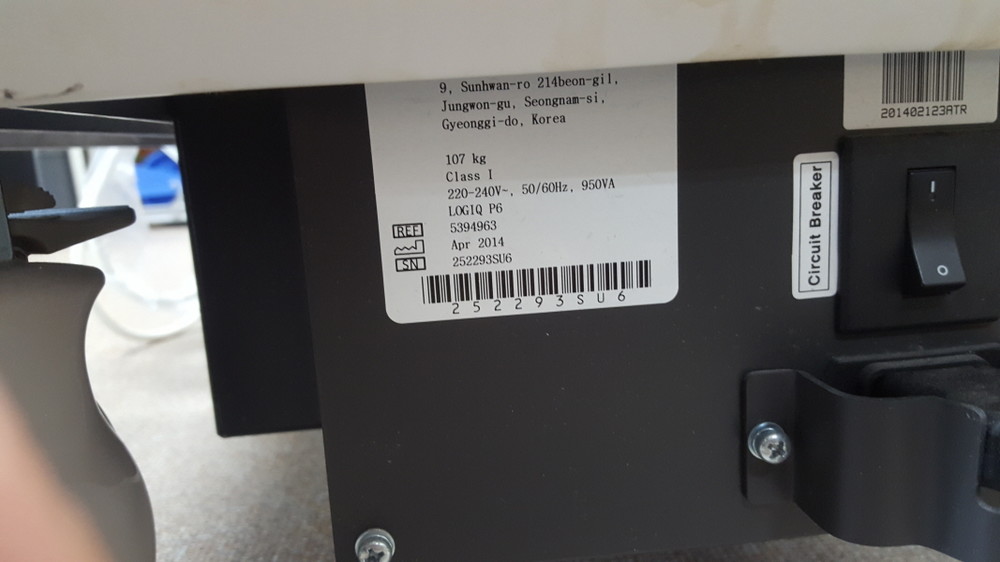 9, Sunhwan-ro 214beon-gil,
Jungwon-gu, Seongnam-si,
Gyeonggi-do, Korea
107 kg
Class I
220-240V~, 50/60Hz, 950VA
LOGIQ P6
REF 5394963
Apr 2014
SN 252293SU6
252293SU6
201402123ATR
Circuit Breaker
I
O